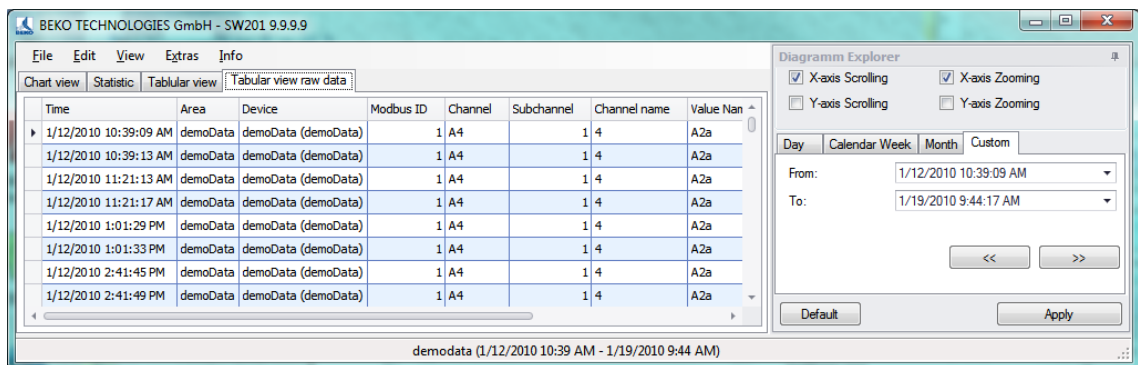 BEKO TECHNOLOGIES GmbH - SW201 9.9.9.9
File Edit View Extras Info
Chart view Statistic Tablular view Tabular view raw data
Time Area Device Modbus ID Channel Subchannel Channel name Value Nan
1/12/2010 10:39:09 AM demoData demoData (demoData) 1 A4 1 4 A2a
1/12/2010 10:39:13 AM demoData demoData (demoData) 1 A4 1 4 A2a
1/12/2010 11:21:13 AM demoData demoData (demoData) 1 A4 1 4 A2a
1/12/2010 11:21:17 AM demoData demoData (demoData) 1 A4 1 4 A2a
1/12/2010 1:01:29 PM demoData demoData (demoData) 1 A4 1 4 A2a
1/12/2010 1:01:33 PM demoData demoData (demoData) 1 A4 1 4 A2a
1/12/2010 2:41:45 PM demoData demoData (demoData) 1 A4 1 4 A2a
1/12/2010 2:41:49 PM demoData demoData (demoData) 1 A4 1 4 A2a
Diagramm Explorer
X-axis Scrolling X-axis Zooming
Y-axis Scrolling Y-axis Zooming
Day Calendar Week Month Custom
From: 1/12/2010 10:39:09 AM
To: 1/19/2010 9:44:17 AM
<< >>
Default Apply
demodata (1/12/2010 10:39 AM - 1/19/2010 9:44 AM)